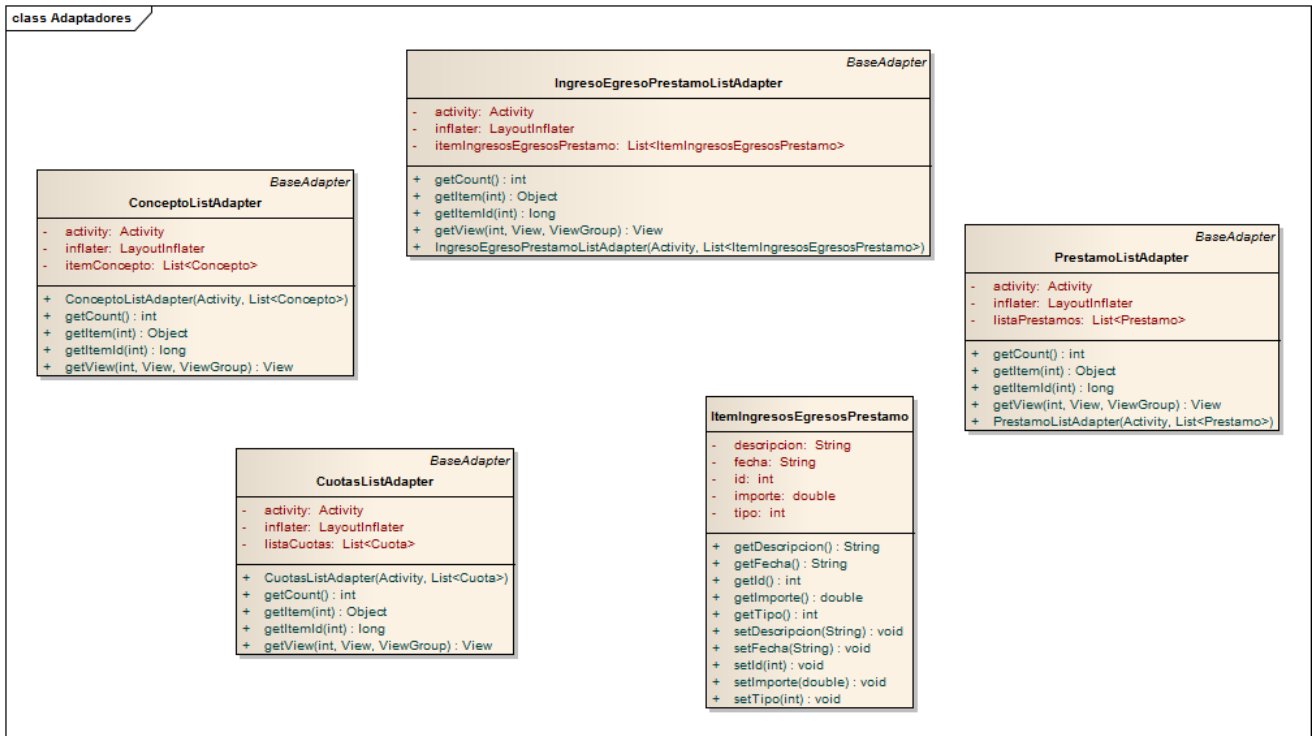 class Adaptadores
BaseAdapter
IngresoEgresoPrestamoListAdapter
- activity: Activity
- inflater: LayoutInflater
- itemIngresosEgresosPrestamo: List<ItemIngresosEgresosPrestamo>
+ getCount() : int
+ getItem(int) : Object
+ getItemId(int) : long
+ getView(int, View, ViewGroup) : View
+ IngresoEgresoPrestamoListAdapter(Activity, List<ItemIngresosEgresosPrestamo>)
BaseAdapter
ConceptoListAdapter
- activity: Activity
- inflater: LayoutInflater
- itemConcepto: List<Concepto>
+ ConceptoListAdapter(Activity, List<Concepto>)
+ getCount() : int
+ getItem(int) : Object
+ getItemId(int) : long
+ getView(int, View, ViewGroup) : View
BaseAdapter
PrestamoListAdapter
- activity: Activity
- inflater: LayoutInflater
- listaPrestamos: List<Prestamo>
+ getCount() : int
+ getItem(int) : Object
+ getItemId(int) : long
+ getView(int, View, ViewGroup) : View
+ PrestamoListAdapter(Activity, List<Prestamo>)
ItemIngresosEgresosPrestamo
- descripcion: String
- fecha: String
- id: int
- importe: double
- tipo: int
+ getDescripcion() : String
+ getFecha() : String
+ getId() : int
+ getImporte() : double
+ getTipo() : int
+ setDescripcion(String) : void
+ setFecha(String) : void
+ setId(int) : void
+ setImporte(double) : void
+ setTipo(int) : void
BaseAdapter
CuotasListAdapter
- activity: Activity
- inflater: LayoutInflater
- listaCuotas: List<Cuota>
+ CuotasListAdapter(Activity, List<Cuota>)
+ getCount() : int
+ getItem(int) : Object
+ getItemId(int) : long
+ getView(int, View, ViewGroup) : View